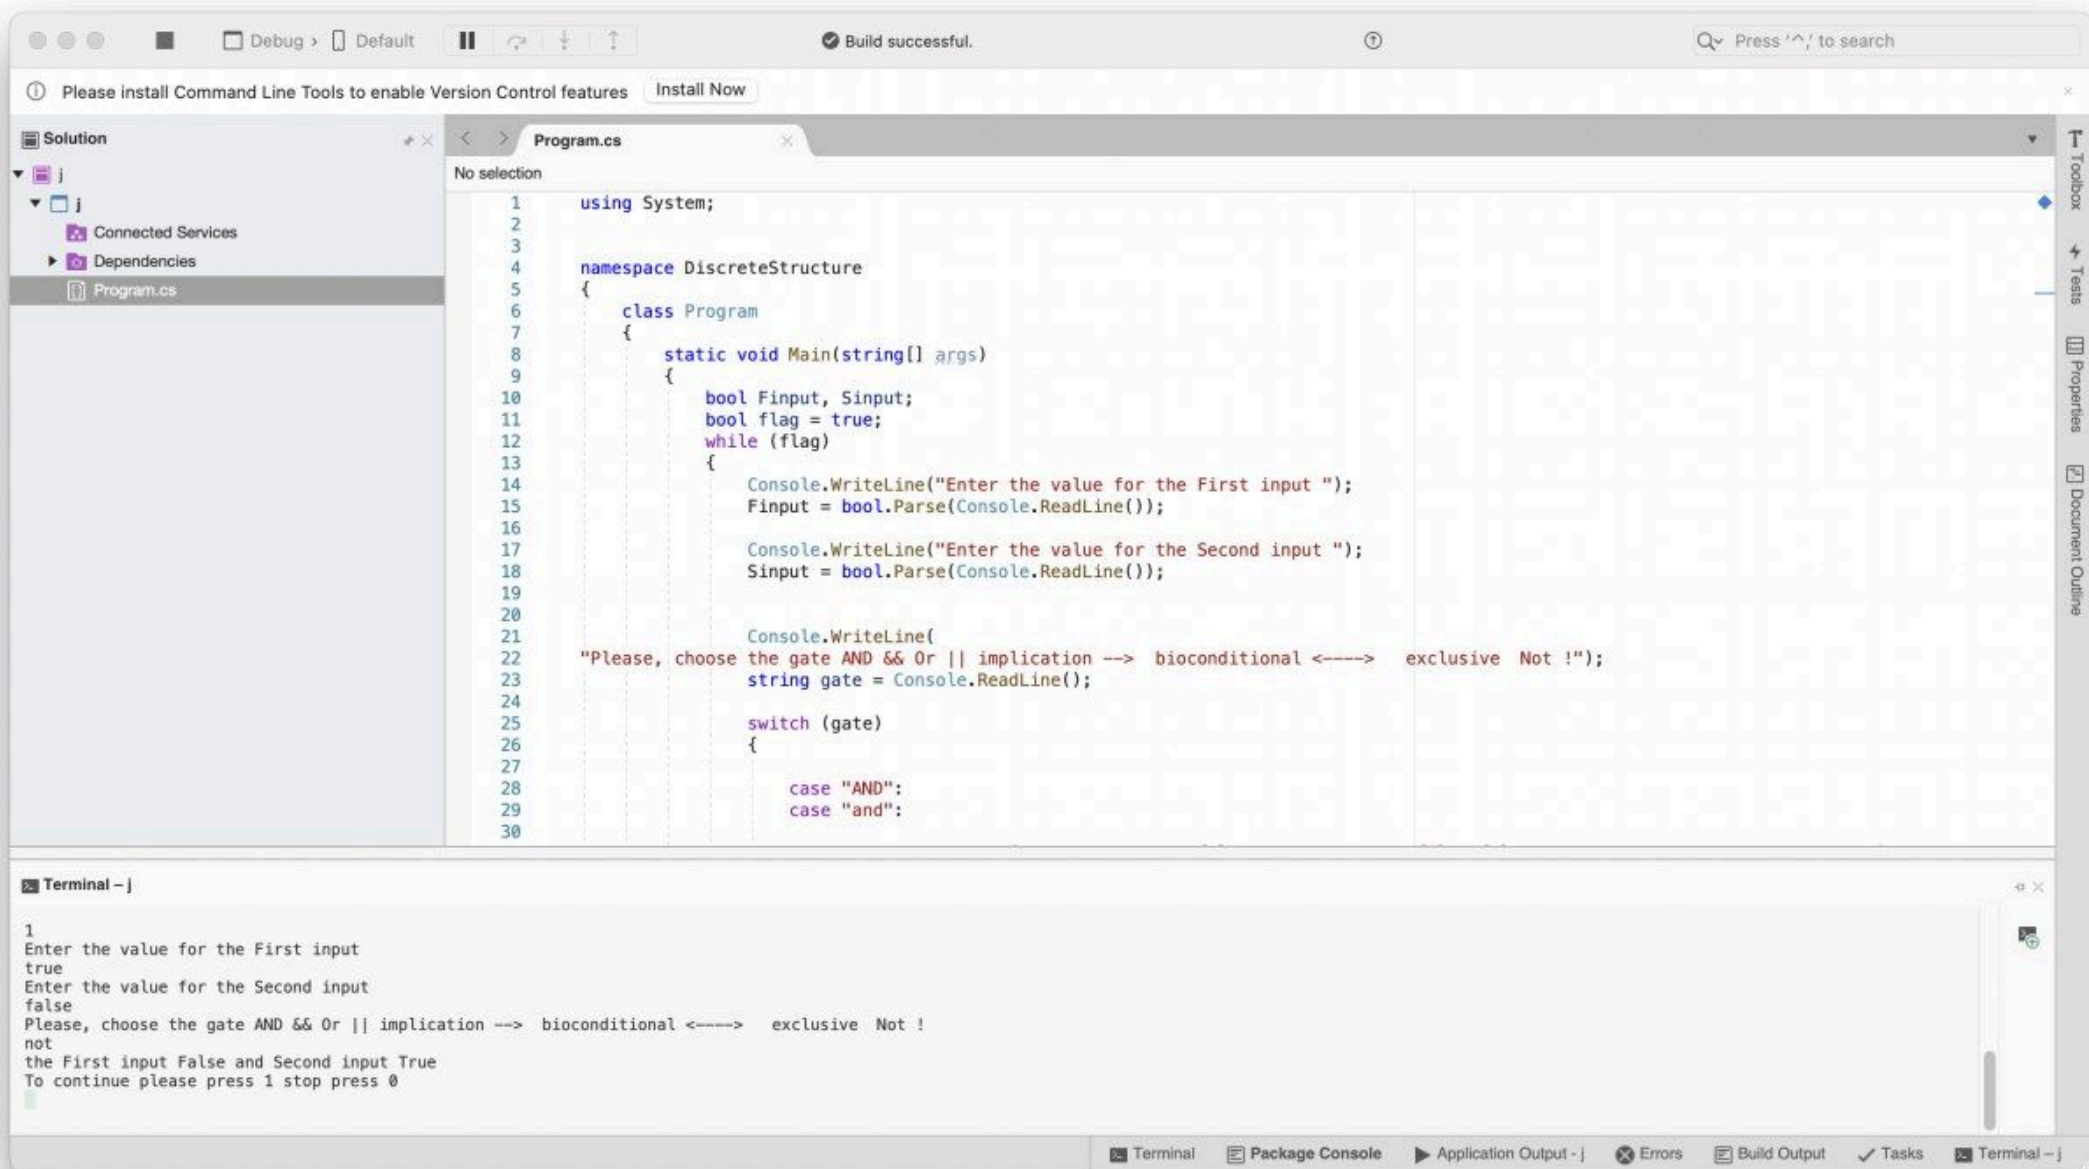 Debug › Default
Build successful.
Press '^,' to search
Please install Command Line Tools to enable Version Control features Install Now
Solution
j
j
Connected Services
Dependencies
Program.cs
Program.cs
No selection
1 using System;
2
3
4 namespace DiscreteStructure
5 {
6 class Program
7 {
8 static void Main(string[] args)
9 {
10 bool Finput, Sinput;
11 bool flag = true;
12 while (flag)
13 {
14 Console.WriteLine("Enter the value for the First input ");
15 Finput = bool.Parse(Console.ReadLine());
16
17 Console.WriteLine("Enter the value for the Second input ");
18 Sinput = bool.Parse(Console.ReadLine());
19
20
21 Console.WriteLine(
22 "Please, choose the gate AND && Or || implication --> bioconditional <----> exclusive Not !");
23 string gate = Console.ReadLine();
24
25 switch (gate)
26 {
27
28 case "AND":
29 case "and":
30
Toolbox
Tests
Properties
Document Outline
Terminal – j
1
Enter the value for the First input
true
Enter the value for the Second input
false
Please, choose the gate AND && Or || implication --> bioconditional <----> exclusive Not !
not
the First input False and Second input True
To continue please press 1 stop press 0
Terminal Package Console Application Output - j Errors Build Output Tasks Terminal – j